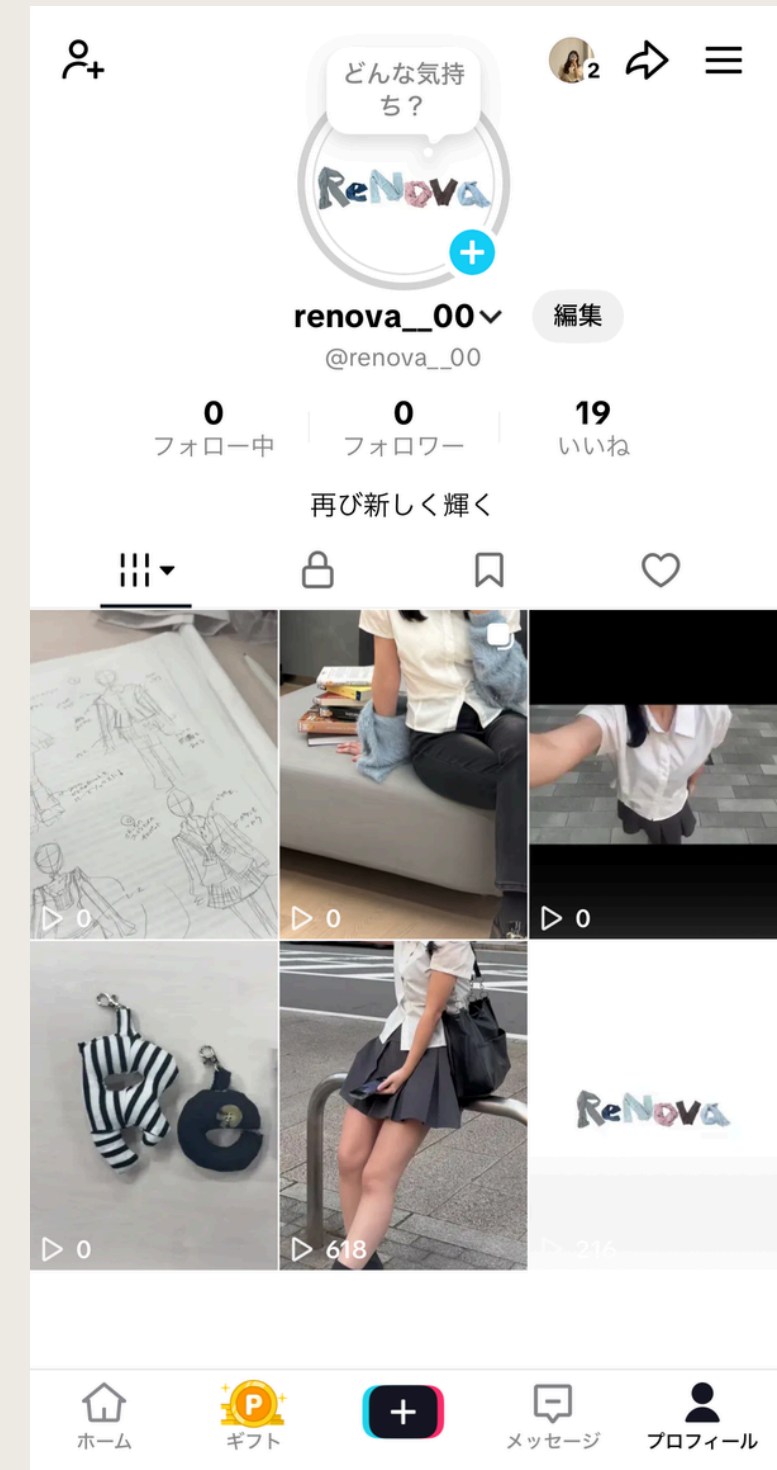 どんな気持
ち？
2
ReNova
renova__00
編集
@renova__00
0
0
19
フォロー中
フォロワー
いいね
再び新しく輝く
0
0
0
Re
ReNova
0
618
216
P
ホーム
ギフト
メッセージ
プロフィール